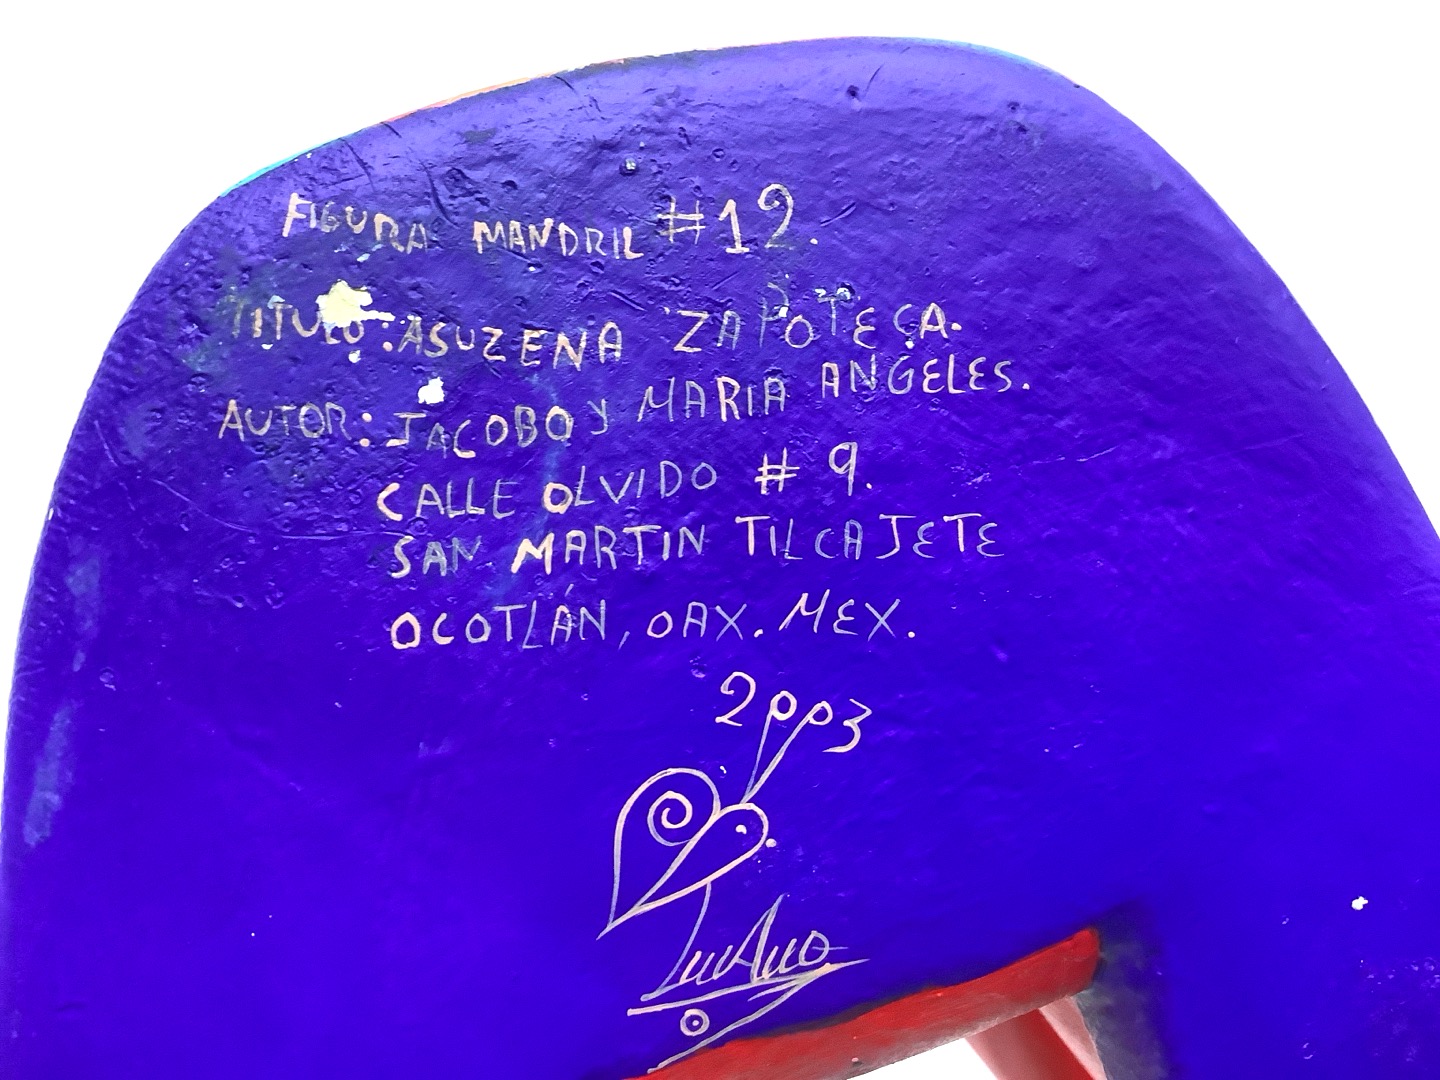 FIGURA MANDRIL #12.
TITULO: ASUZENA ZAPOTECA.
AUTOR: JACOBO Y MARIA ANGELES.
CALLE OLVIDO # 9.
SAN MARTIN TILCAJETE
OCOTLÁN, OAX. MEX.
2003